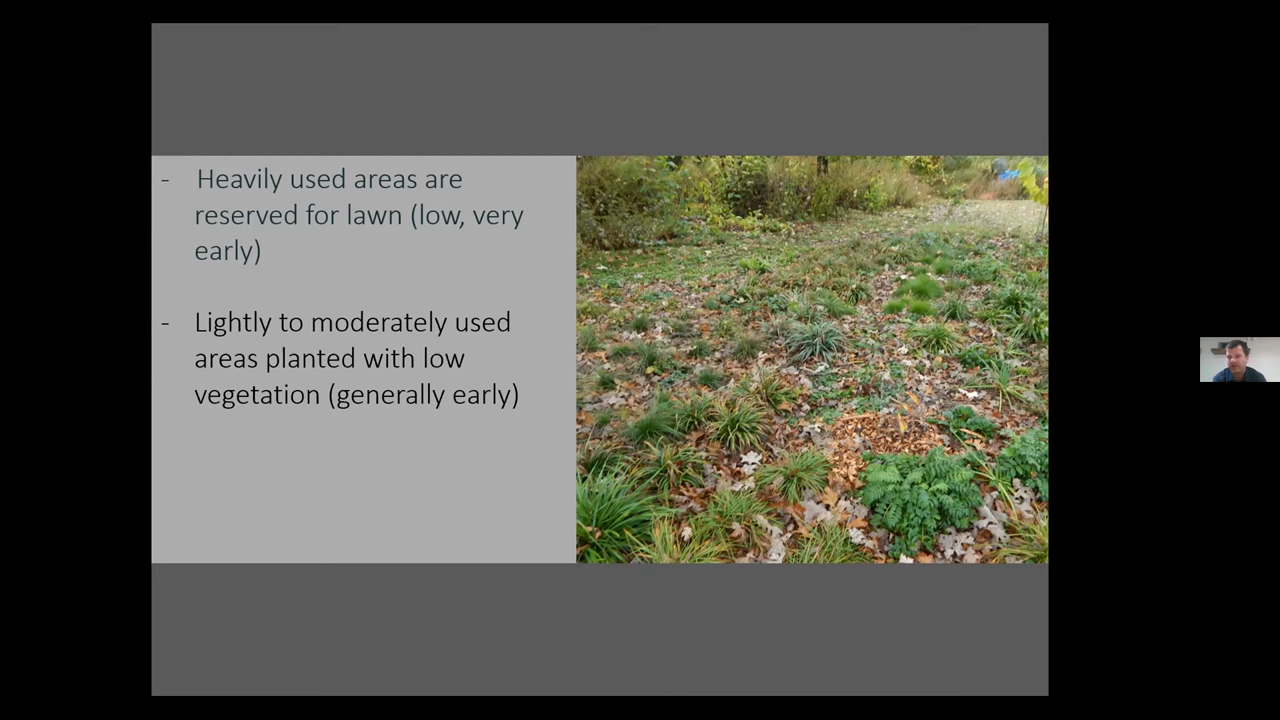 - Heavily used areas are
reserved for lawn (low, very
early)
- Lightly to moderately used
areas planted with low
vegetation (generally early)